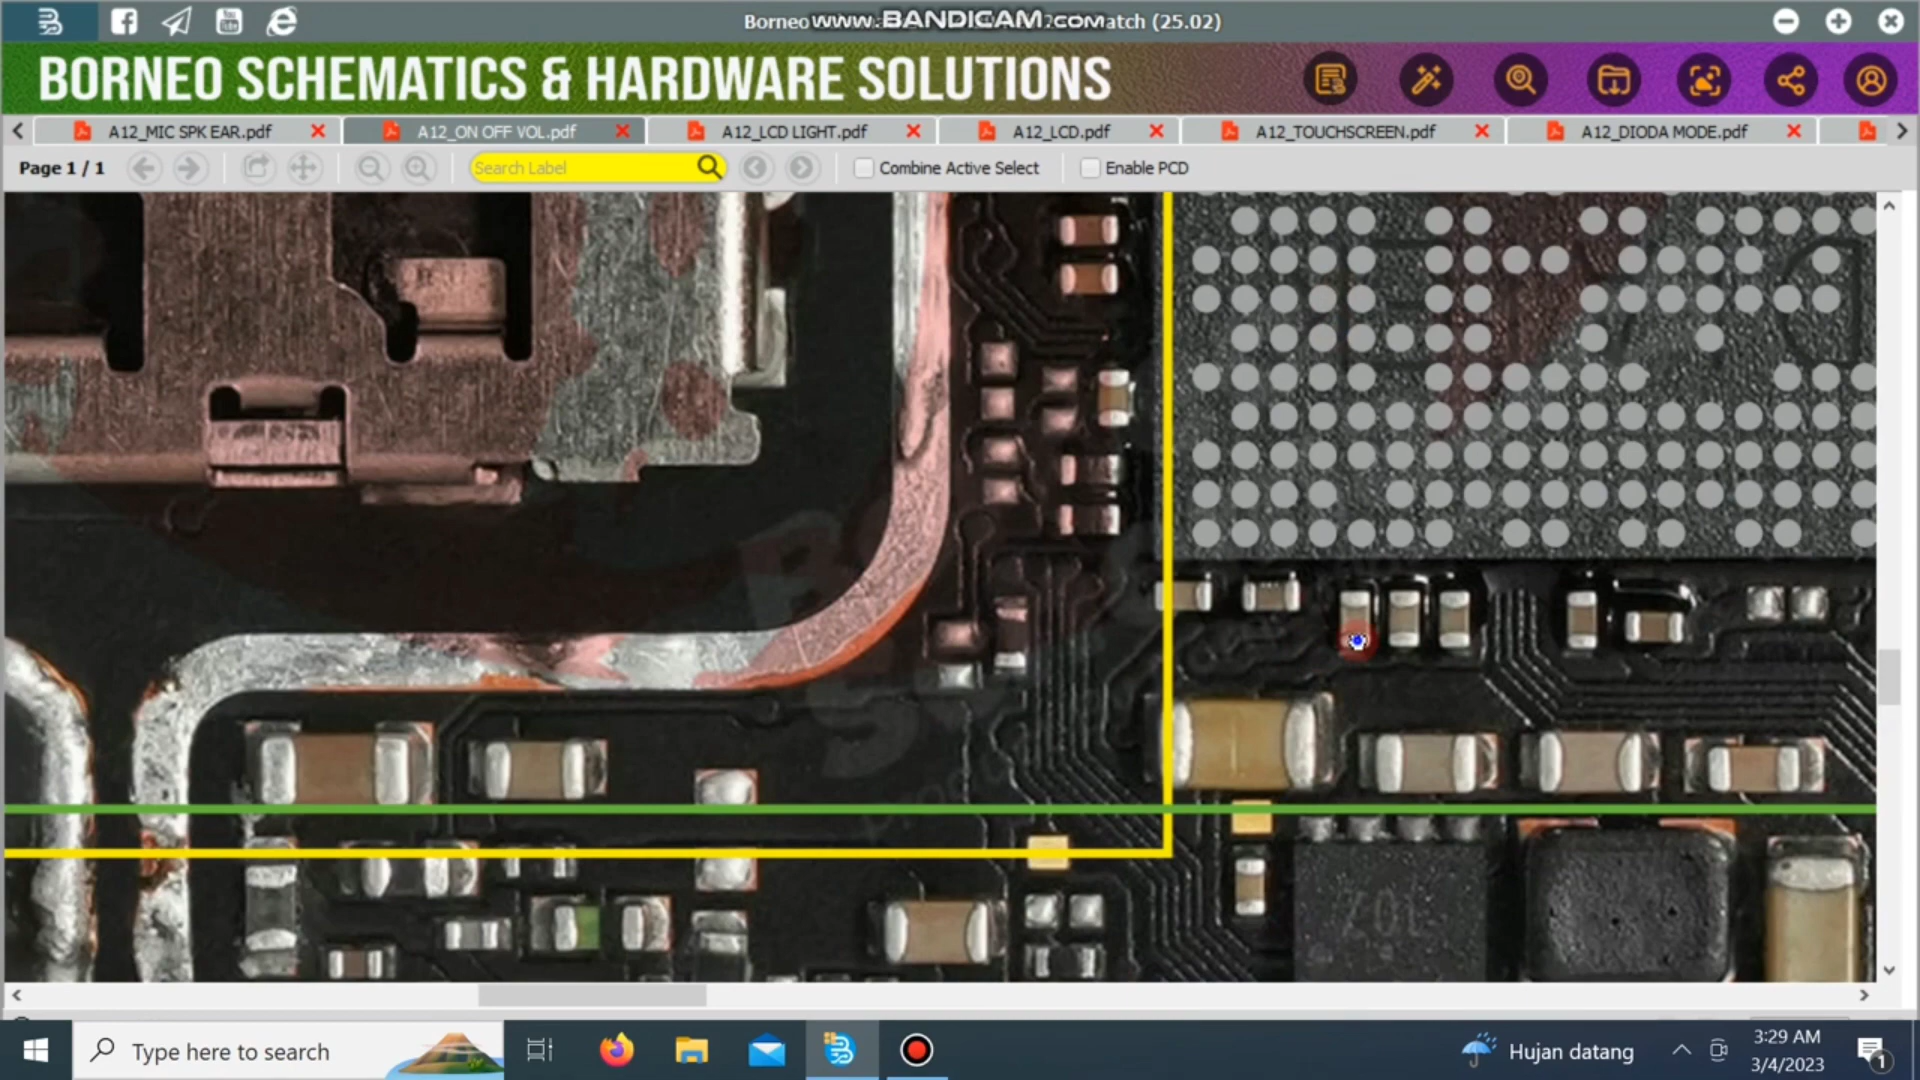 Borneo www.BANDICAM.COM atch (25.02)
BORNEO SCHEMATICS & HARDWARE SOLUTIONS
A12_MIC SPK EAR.pdf
A12_ON OFF VOL.pdf
A12_LCD LIGHT.pdf
A12_LCD.pdf
A12_TOUCHSCREEN.pdf
A12_DIODA MODE.pdf
Page 1 / 1
Search Label
Combine Active Select
Enable PCD
Type here to search
Hujan datang
3:29 AM
3/4/2023
1